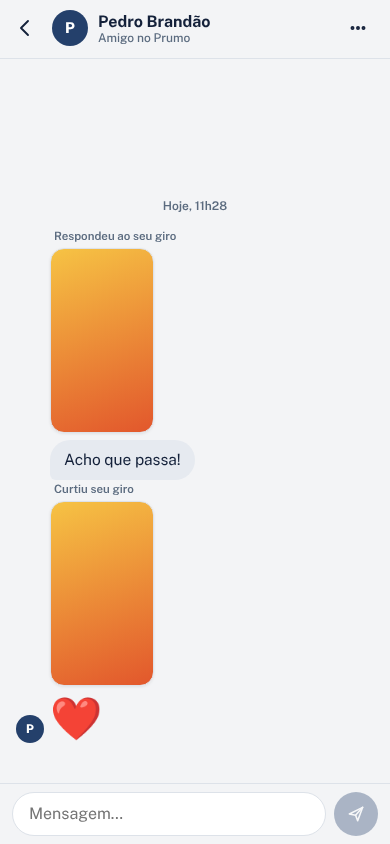 P
Pedro Brandão
Amigo no Prumo
Hoje, 11h28
Respondeu ao seu giro
Acho que passa!
Curtiu seu giro
P
Mensagem...